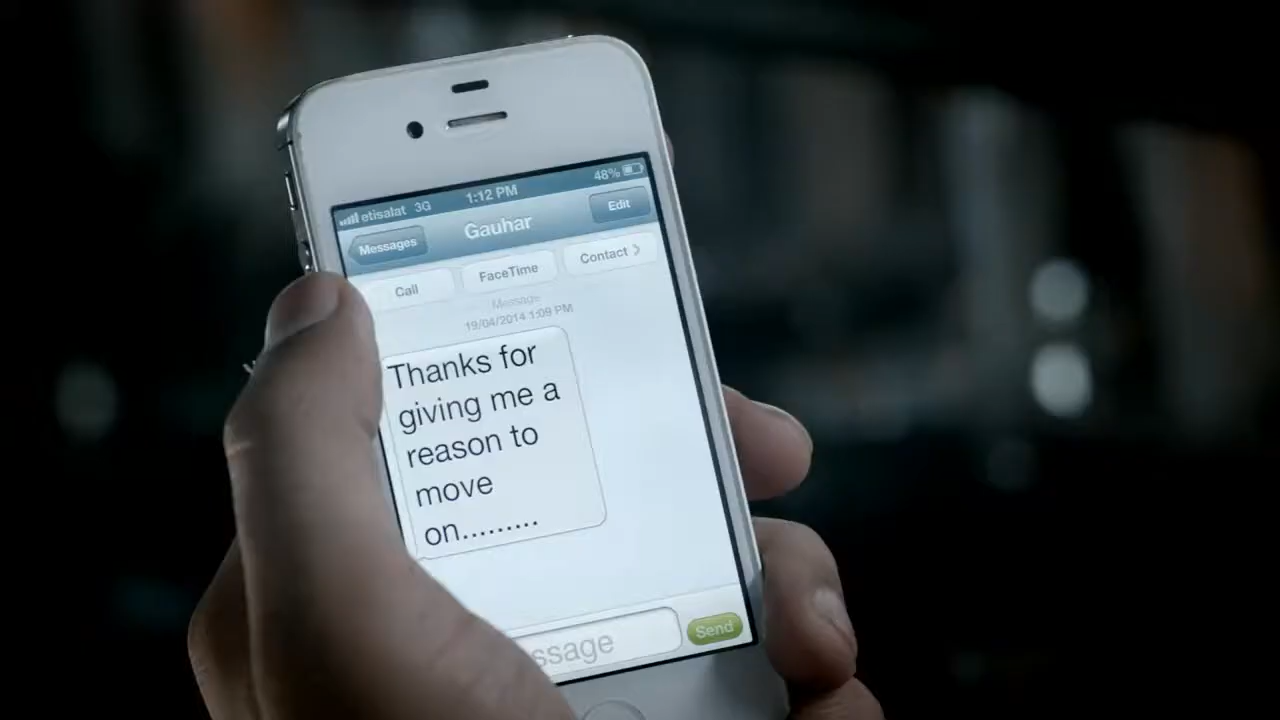 etisalat 3G 1:12 PM 48%
Messages Gauhar Edit
Call FaceTime Contact
Message
19/04/2014 1:09 PM
Thanks for
giving me a
reason to
move
on.........
ssage Send